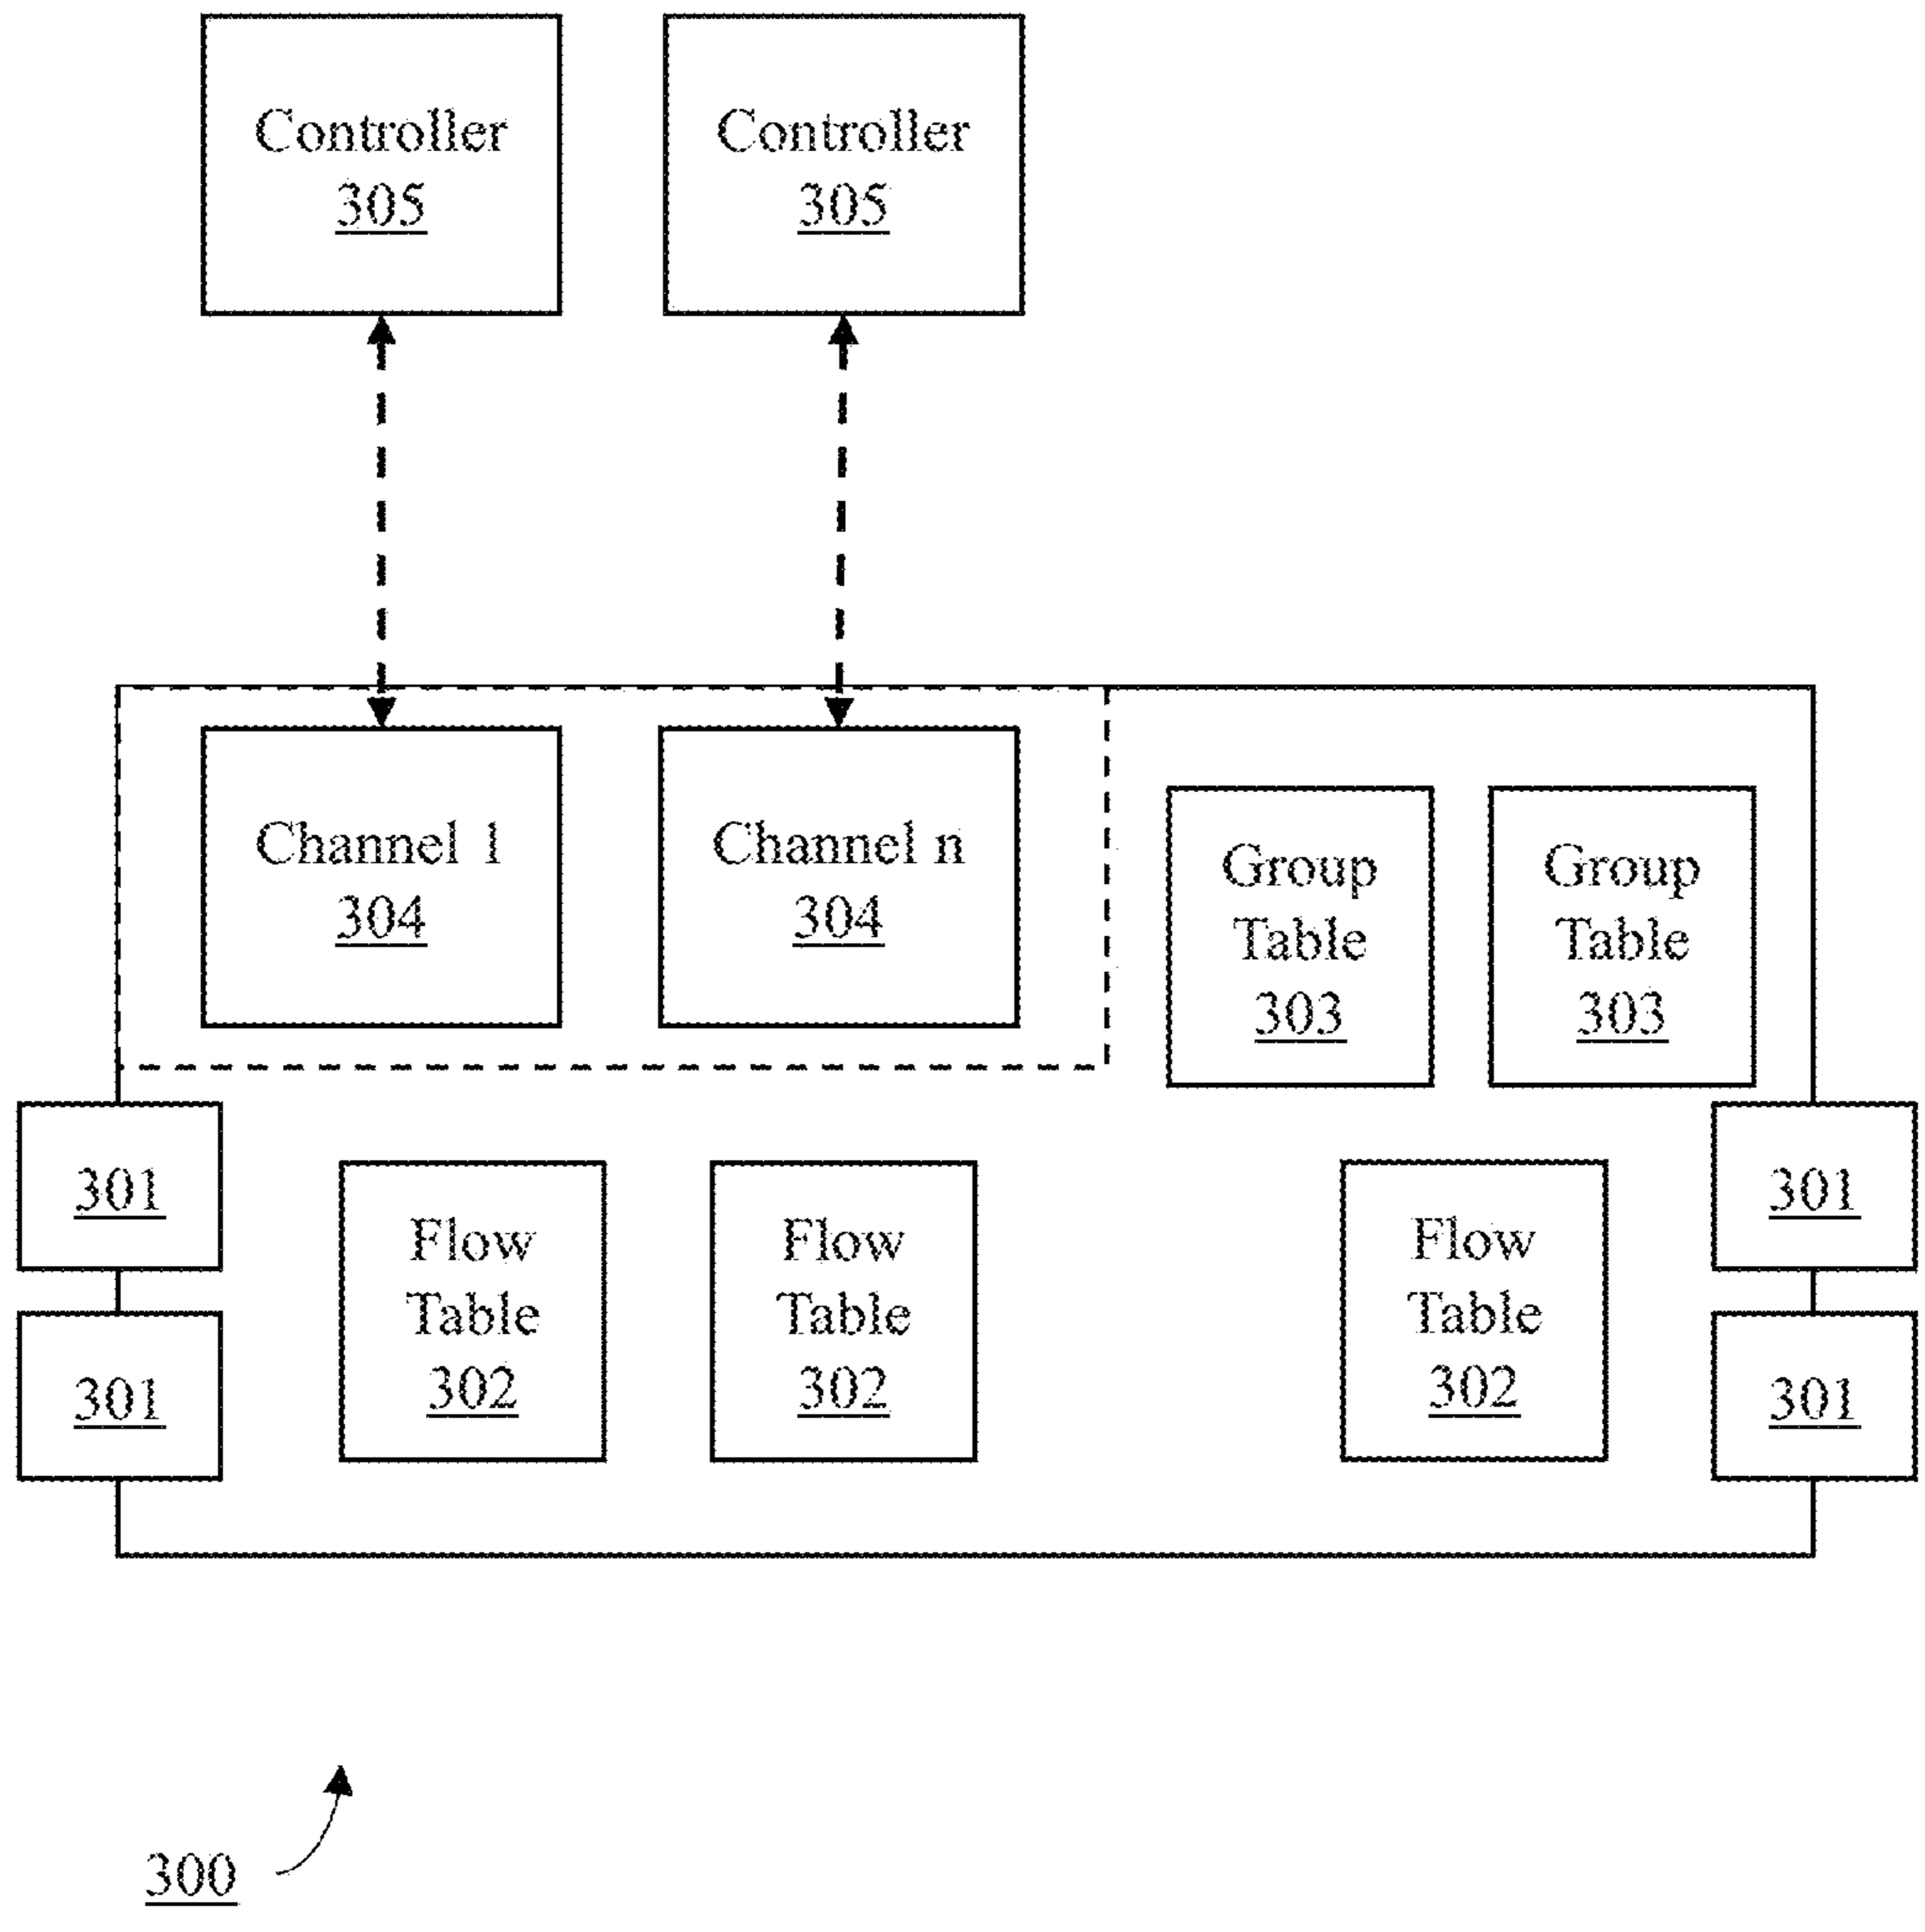 Controller
305
Controller
305
Channel 1
304
Channel n
304
Group
Table
303
Group
Table
303
301
301
Flow
Table
302
Flow
Table
302
Flow
Table
302
301
301
300